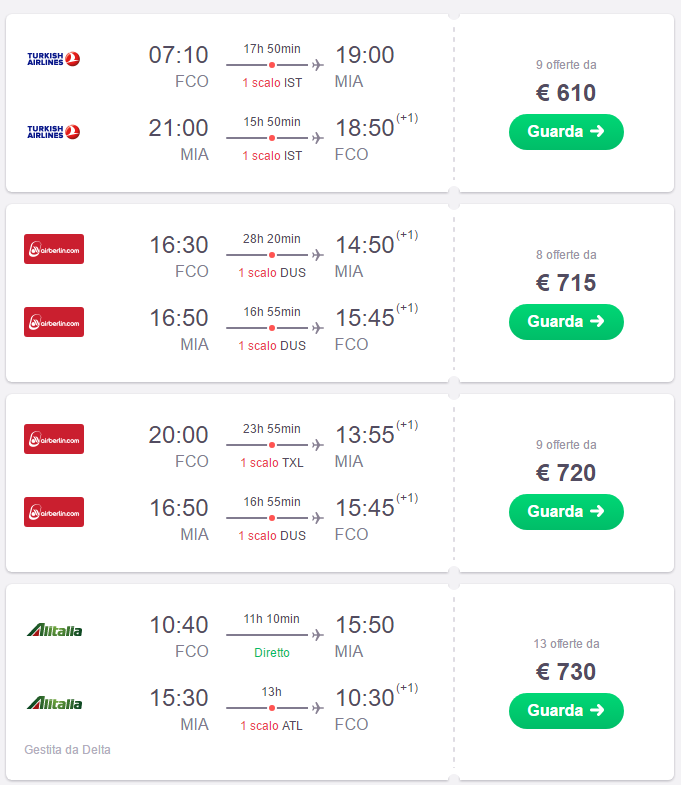 TURKISH AIRLINES
07:10 17h 50min 19:00
FCO 1 scalo IST MIA
TURKISH AIRLINES
21:00 15h 50min 18:50 (+1)
MIA 1 scalo IST FCO
9 offerte da
€ 610
Guarda
airberlin.com
16:30 28h 20min 14:50 (+1)
FCO 1 scalo DUS MIA
airberlin.com
16:50 16h 55min 15:45 (+1)
MIA 1 scalo DUS FCO
8 offerte da
€ 715
Guarda
airberlin.com
20:00 23h 55min 13:55 (+1)
FCO 1 scalo TXL MIA
airberlin.com
16:50 16h 55min 15:45 (+1)
MIA 1 scalo DUS FCO
9 offerte da
€ 720
Guarda
Alitalia
10:40 11h 10min 15:50
FCO Diretto MIA
Alitalia
15:30 13h 10:30 (+1)
MIA 1 scalo ATL FCO
Gestita da Delta
13 offerte da
€ 730
Guarda